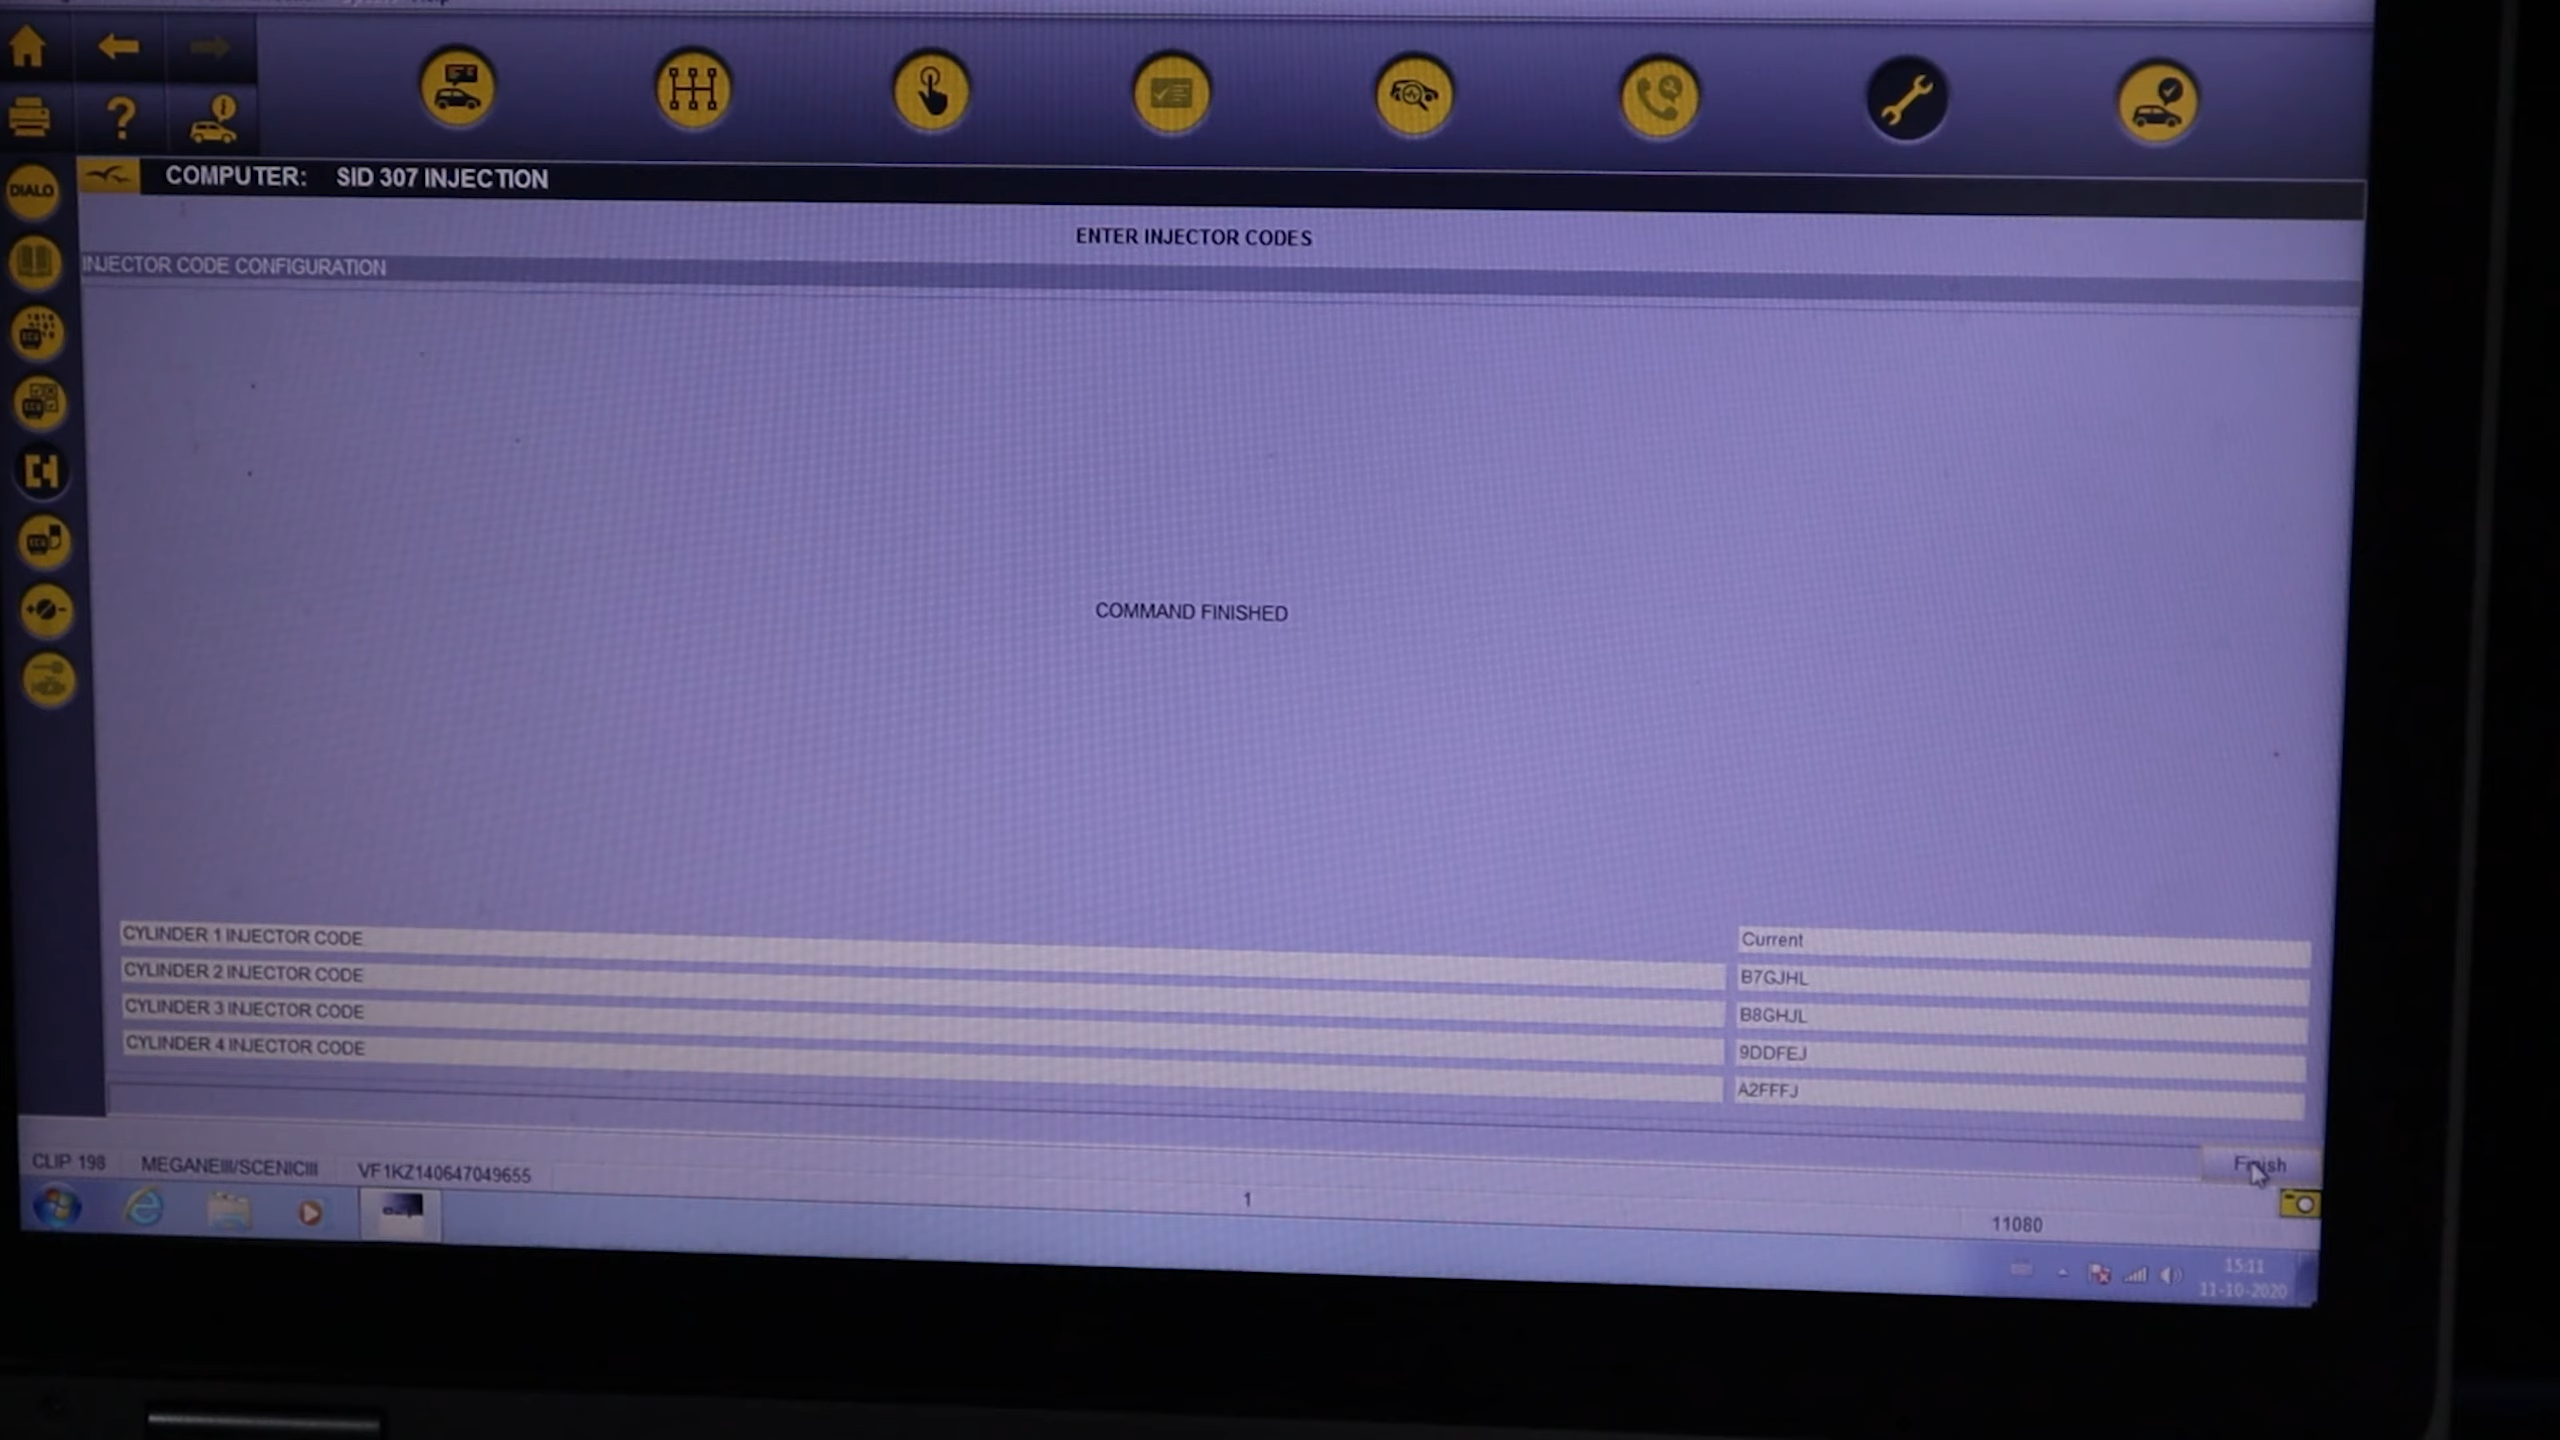 DIALO
COMPUTER: SID 307 INJECTION
ENTER INJECTOR CODES
INJECTOR CODE CONFIGURATION
COMMAND FINISHED
Current
CYLINDER 1 INJECTOR CODE B7GJHL
CYLINDER 2 INJECTOR CODE B8GHJL
CYLINDER 3 INJECTOR CODE 9DDFEJ
CYLINDER 4 INJECTOR CODE A2FFFJ
Finish
CLIP 198 MEGANEIII/SCENICIII VF1KZ140647049655
1
11080
15:11
11-10-2020